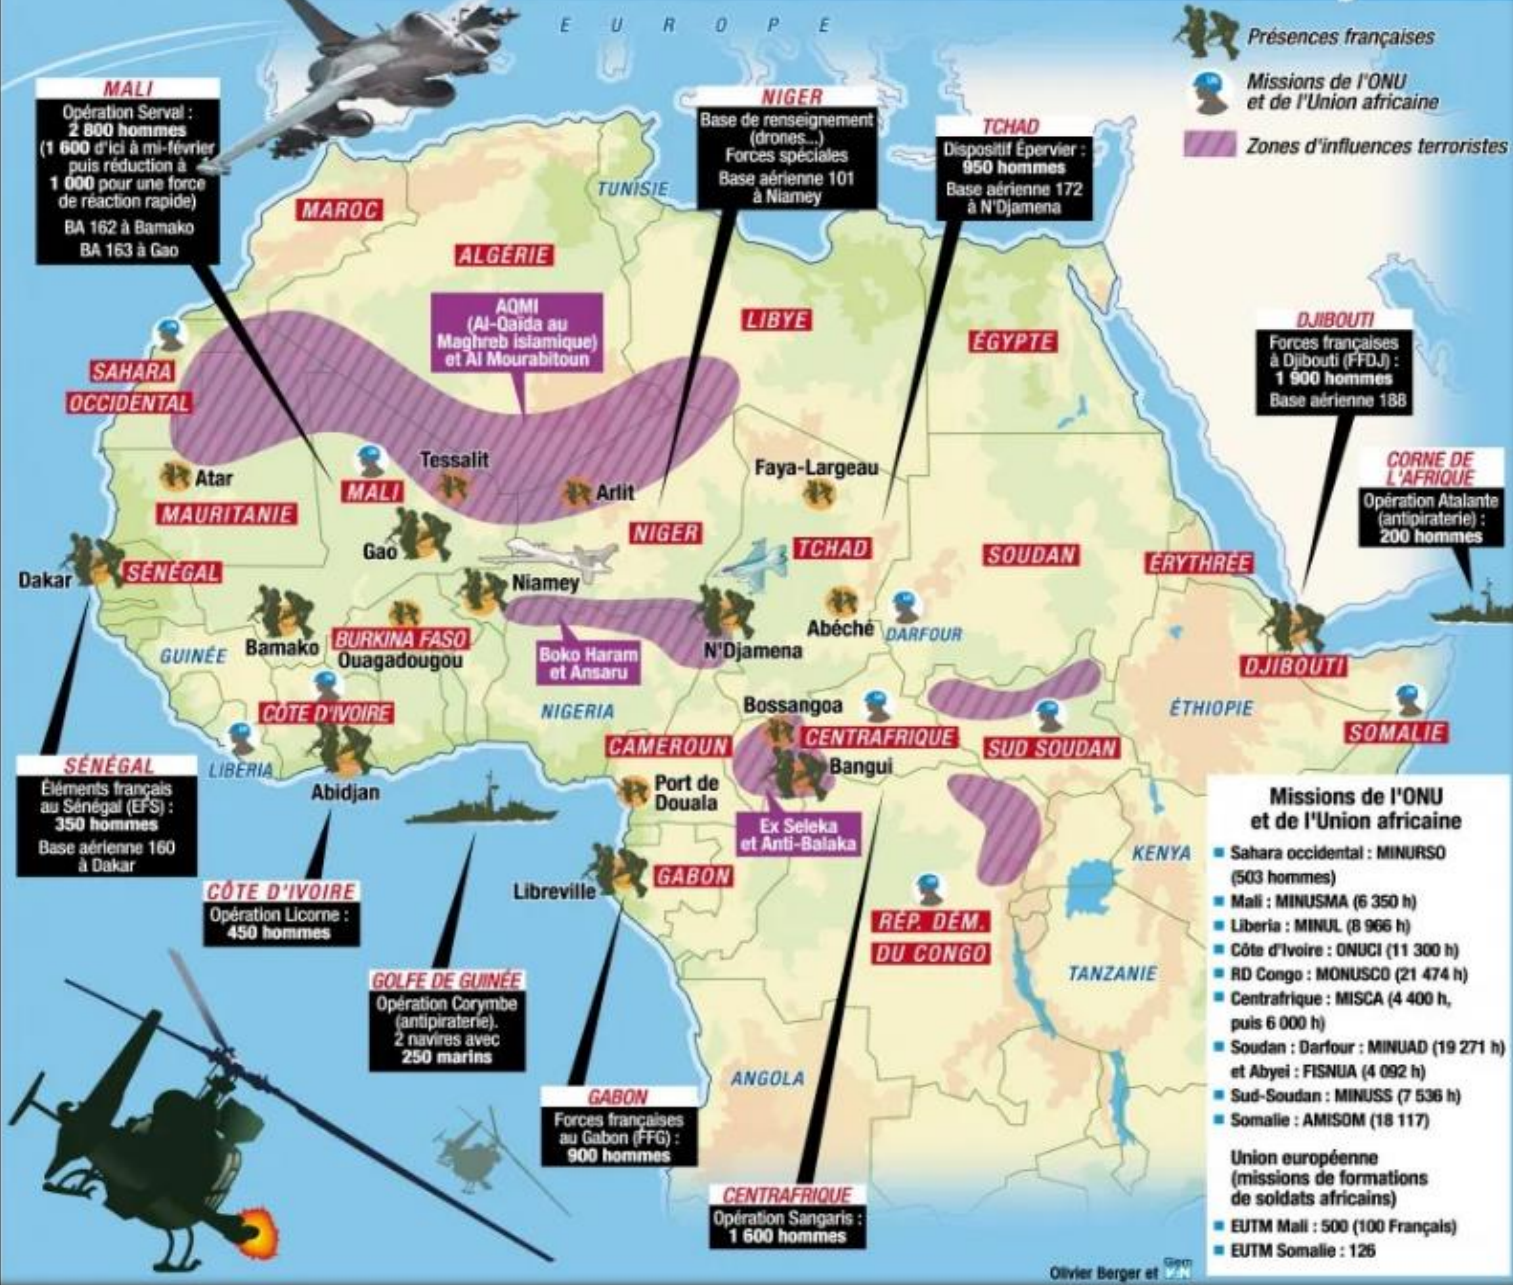 EUROPE
Présences françaises
Missions de l'ONU
et de l'Union africaine
Zones d'influences terroristes
MALI
Opération Serval :
2 800 hommes
(1 600 d'ici à mi-février
puis réduction à
1 000 pour une force
de réaction rapide)
BA 162 à Bamako
BA 163 à Gao
NIGER
Base de renseignement
(drones...)
Forces spéciales
Base aérienne 101
à Niamey
TCHAD
Dispositif Épervier :
950 hommes
Base aérienne 172
à N'Djamena
TUNISIE
MAROC
ALGÉRIE
AQMI
(Al-Qaïda au
Maghreb islamique)
et Al Mourabitoun
LIBYE
ÉGYPTE
DJIBOUTI
Forces françaises
à Djibouti (FFDJ) :
1 900 hommes
Base aérienne 188
SAHARA
OCCIDENTAL
CORNE DE
L'AFRIQUE
Opération Atalante
(antipiraterie) :
200 hommes
Atar
MAURITANIE
MALI
Tessalit
Arlit
Faya-Largeau
NIGER
TCHAD
SOUDAN
ÉRYTHRÉE
Gao
Dakar
SÉNÉGAL
Niamey
Bamako
BURKINA FASO
Ouagadougou
GUINÉE
Boko Haram
et Ansaru
N'Djamena
Abéché
DARFOUR
DJIBOUTI
CÔTE D'IVOIRE
NIGERIA
Bossangoa
CAMEROUN
CENTRAFRIQUE
SUD SOUDAN
ÉTHIOPIE
SOMALIE
LIBERIA
Abidjan
Port de
Douala
Bangui
Ex Seleka
et Anti-Balaka
KENYA
SÉNÉGAL
Éléments français
au Sénégal (EFS) :
350 hommes
Base aérienne 160
à Dakar
CÔTE D'IVOIRE
Opération Licorne :
450 hommes
Libreville
GABON
RÉP. DÉM.
DU CONGO
TANZANIE
GOLFE DE GUINÉE
Opération Corymbe
(antipiraterie).
2 navires avec
250 marins
ANGOLA
GABON
Forces françaises
au Gabon (FFG) :
900 hommes
CENTRAFRIQUE
Opération Sangaris :
1 600 hommes
Missions de l'ONU
et de l'Union africaine
Sahara occidental : MINURSO
(503 hommes)
Mali : MINUSMA (6 350 h)
Liberia : MINUL (8 966 h)
Côte d'Ivoire : ONUCI (11 300 h)
RD Congo : MONUSCO (21 474 h)
Centrafrique : MISCA (4 400 h,
puis 6 000 h)
Soudan : Darfour : MINUAD (19 271 h)
et Abyei : FISNUA (4 092 h)
Sud-Soudan : MINUSS (7 536 h)
Somalie : AMISOM (18 117)
Union européenne
(missions de formations
de soldats africains)
EUTM Mali : 500 (100 Français)
EUTM Somalie : 126
Olivier Berger et